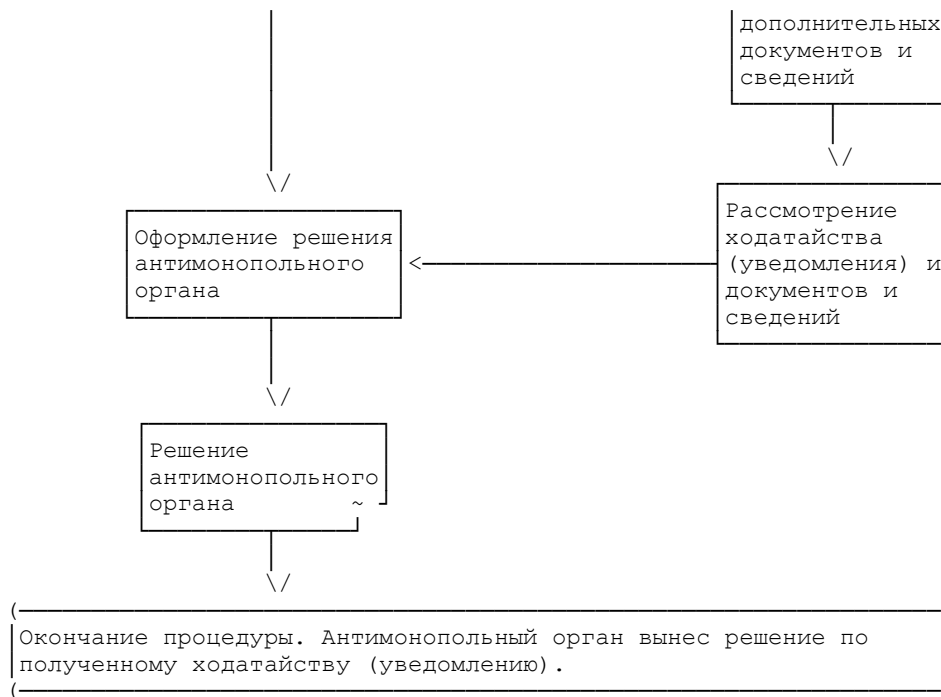 дополнительных
документов и
сведений
Рассмотрение
ходатайства
(уведомления) и
документов и
сведений
Оформление решения
антимонопольного
органа
Решение
антимонопольного
органа ~
Окончание процедуры. Антимонопольный орган вынес решение по
полученному ходатайству (уведомлению).